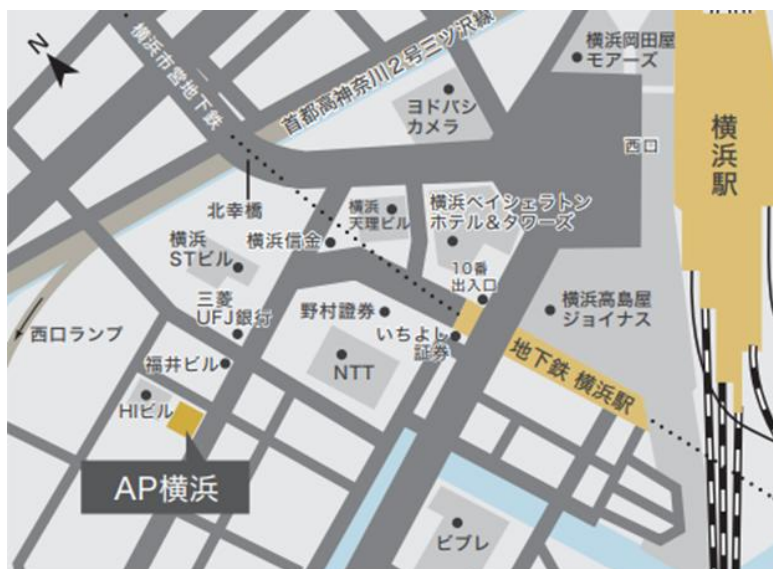 N
横浜市営地下鉄
首都高神奈川2号三ツ沢線
横浜岡田屋
モアーズ
ヨドバシ
カメラ
横浜駅
西口
北幸橋
横浜
天理ビル
横浜ベイシェラトン
ホテル&タワーズ
横浜
STビル
横浜信金
10番
出入口
三菱
UFJ銀行
野村證券
横浜高島屋
ジョイナス
西口ランプ
いちよし
証券
地下鉄 横浜駅
福井ビル
NTT
HIビル
AP横浜
ビブレ